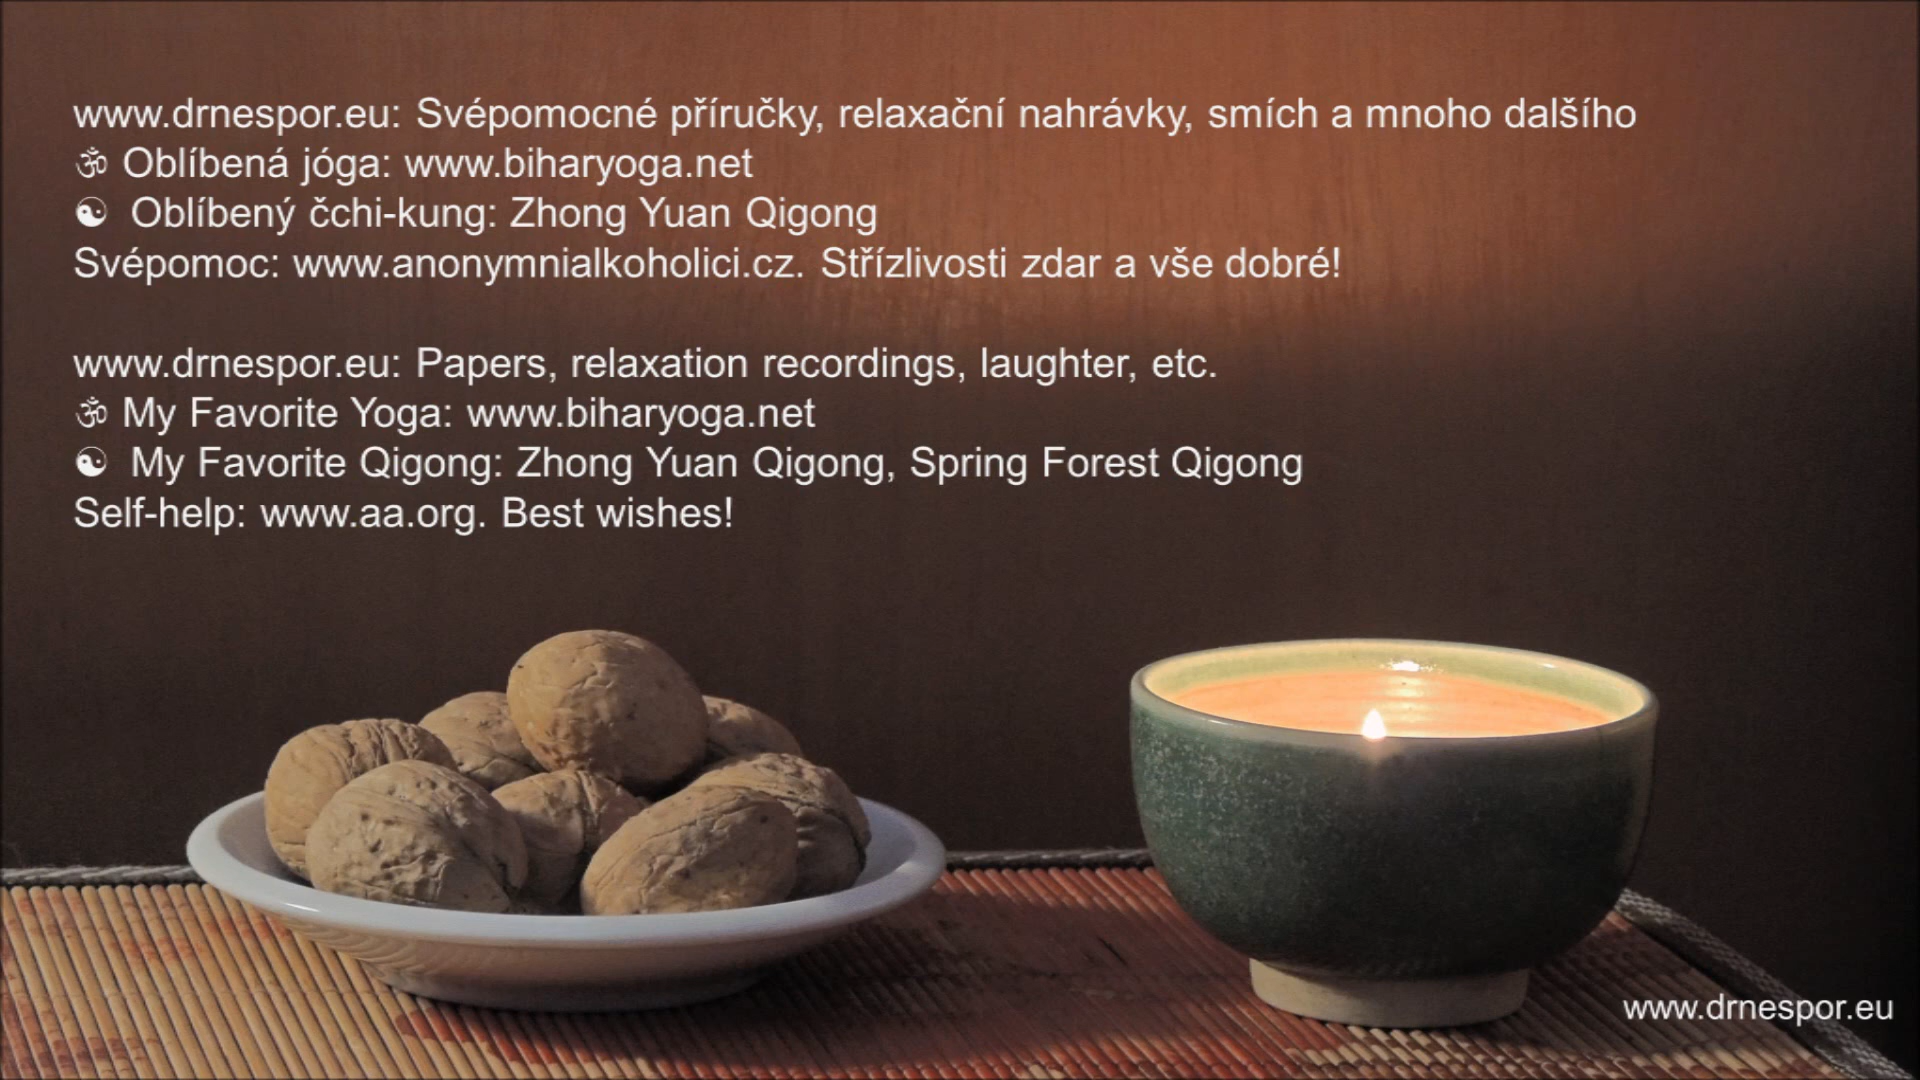 www.drnespor.eu: Svépomocné příručky, relaxační nahrávky, smích a mnoho dalšího
🕉 Oblíbená jóga: www.biharyoga.net
☯ Oblíbený čchi-kung: Zhong Yuan Qigong
Svépomoc: www.anonymnialkoholici.cz. Střízlivosti zdar a vše dobré!
www.drnespor.eu: Papers, relaxation recordings, laughter, etc.
🕉 My Favorite Yoga: www.biharyoga.net
☯ My Favorite Qigong: Zhong Yuan Qigong, Spring Forest Qigong
Self-help: www.aa.org. Best wishes!
www.drnespor.eu